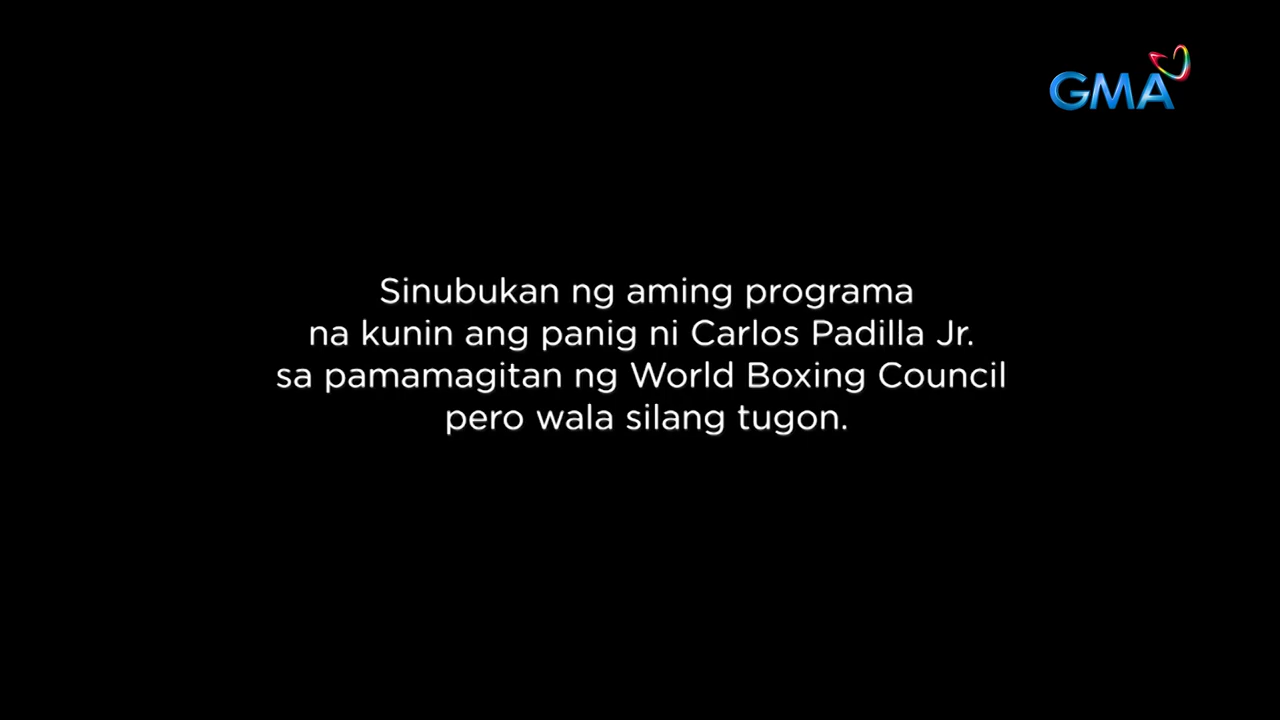 GMA
Sinubukan ng aming programa
na kunin ang panig ni Carlos Padilla Jr.
sa pamamagitan ng World Boxing Council
pero wala silang tugon.